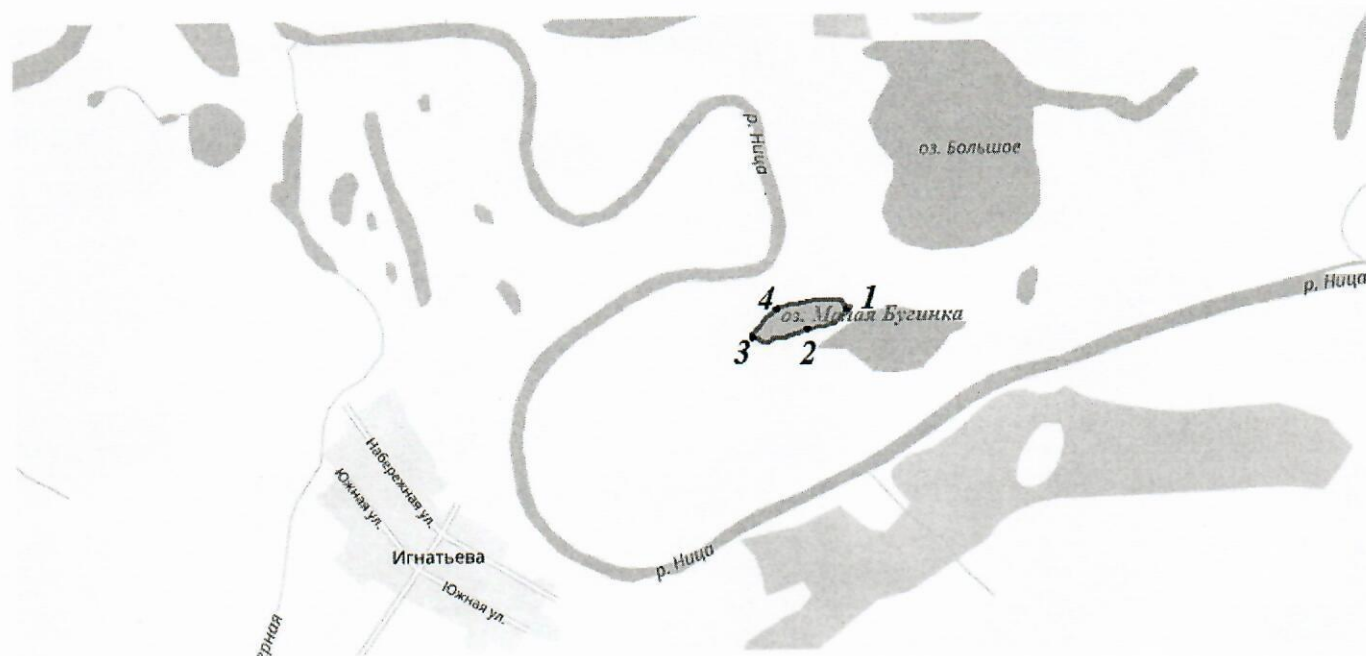 р. Ница
оз. Большое
р. Ница
4
1
оз. Малая Бугинка
3
2
Набережная ул.
Южная ул.
Игнатьева
Южная ул.
р. Ница